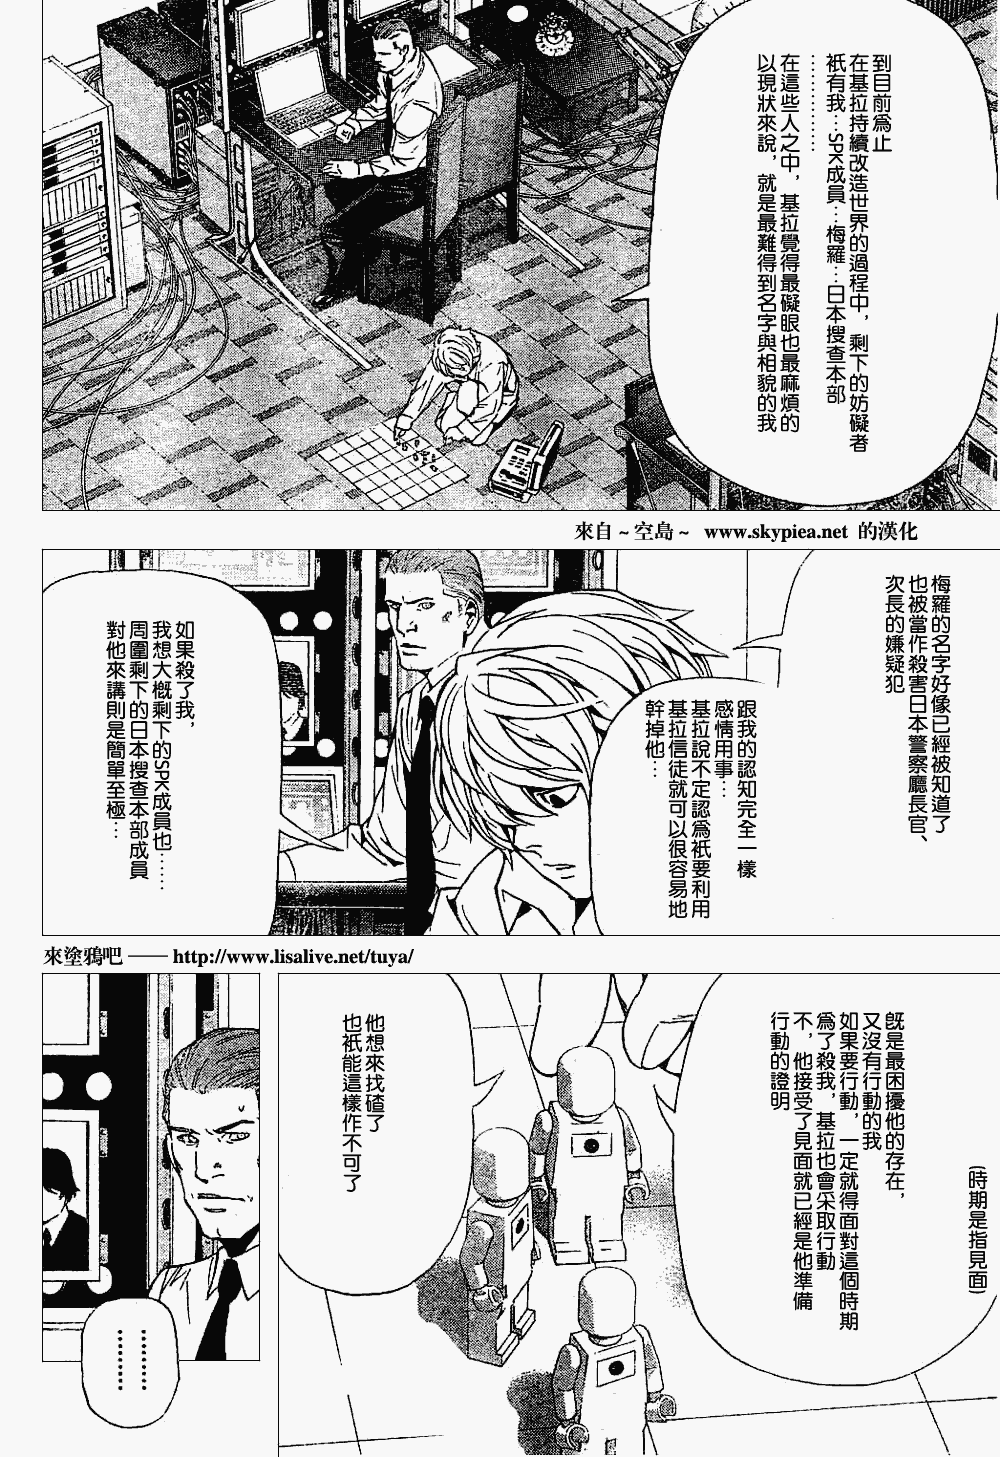 到目前爲止
在基拉持續改造世界的過程中，剩下的妨礙者
衹有我…SPK成員…梅羅…日本搜查本部
……………
在這些人之中，基拉覺得最礙眼也最麻煩的
以現狀來說，就是最難得到名字與相貌的我
來自～空島～ www.skypiea.net 的漢化
梅羅的名字好像已經被知道了
也被當作殺害日本警察廳長官、
次長的嫌疑犯
跟我的認知完全一樣
感情用事…
基拉說不定認爲衹要利用
基拉信徒就可以很容易地
幹掉他…
如果殺了我，
我想大概剩下的SPK成員也……
周圍剩下的日本搜查本部成員
對他來講則是簡單至極…
來塗鴉吧 —— http://www.lisalive.net/tuya/
(時期是指見面)
既是最困擾他的存在，
又沒有行動的我
如果要行動，一定就得面對這個時期
爲了殺我，基拉也會采取行動
不，他接受了見面就已經是他準備
行動的證明
他想來找碴了
也衹能這樣作不可了
………
………